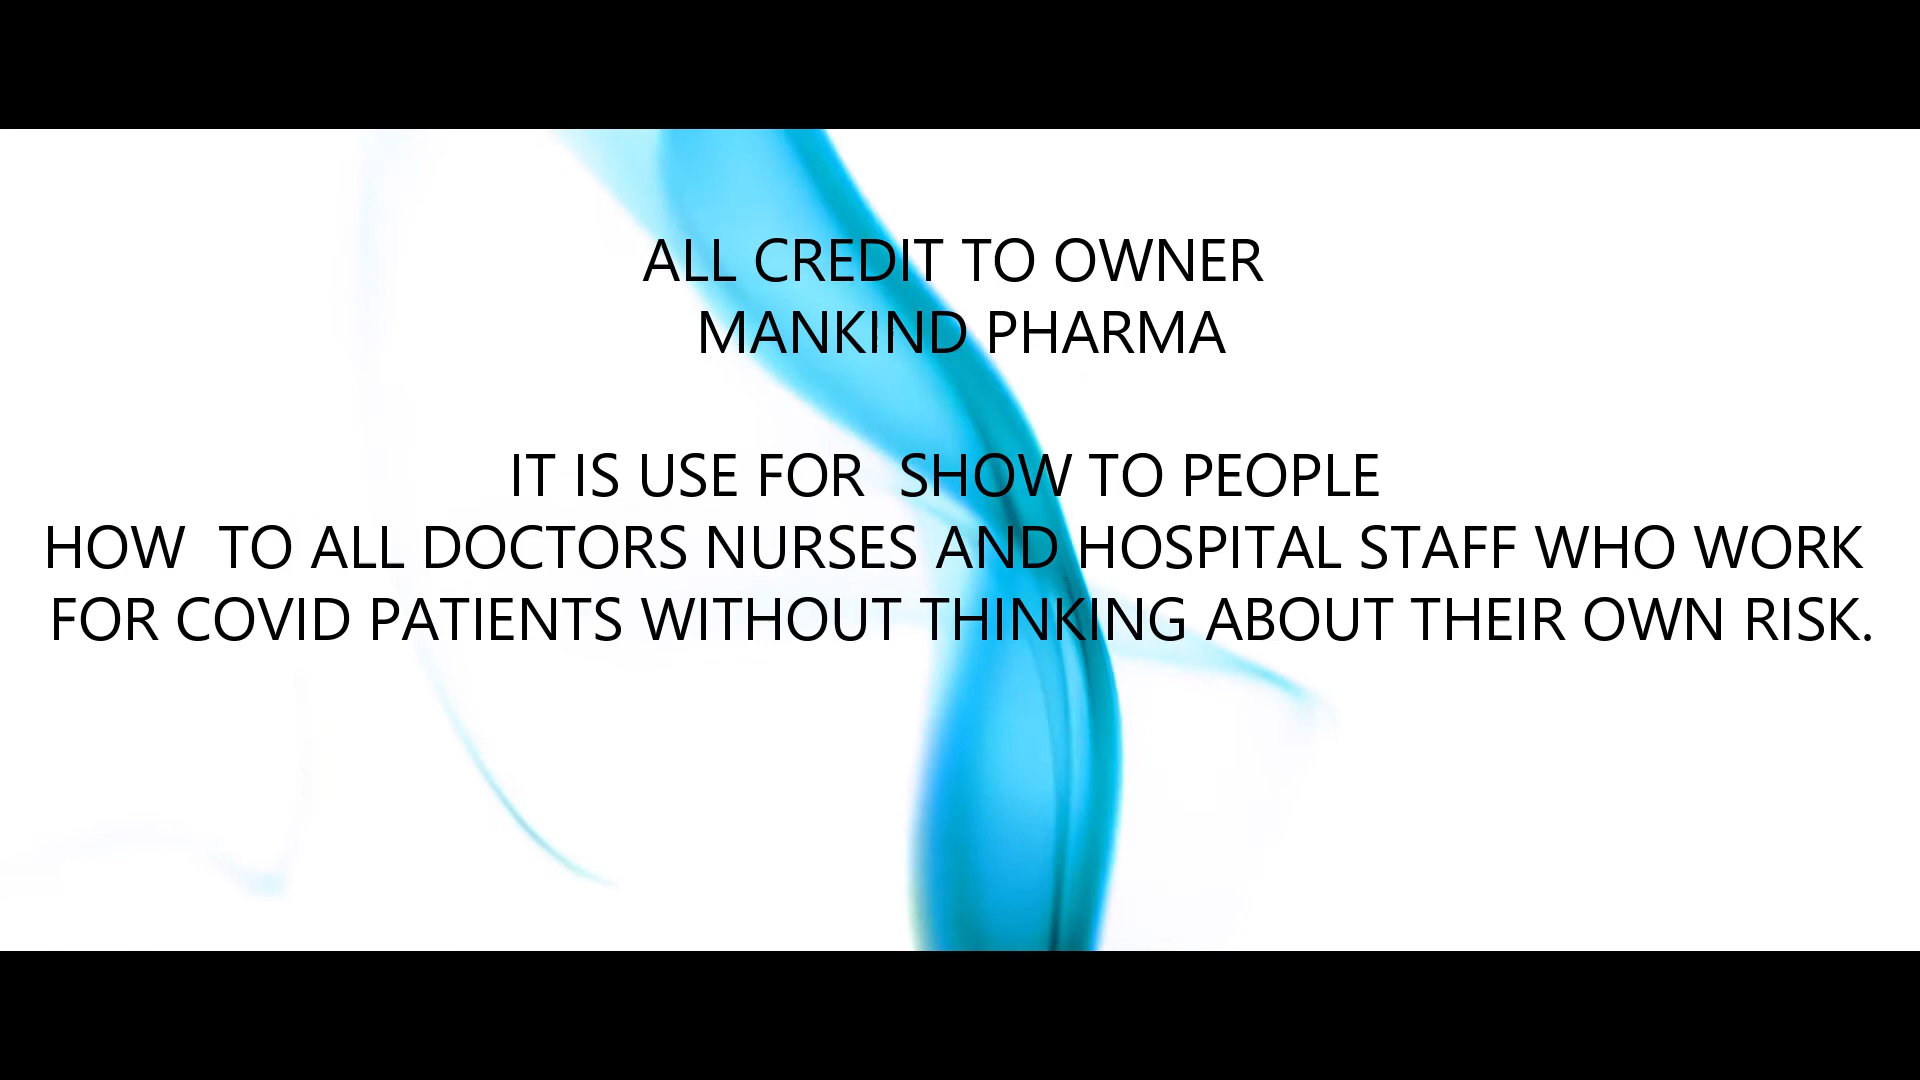 ALL CREDIT TO OWNER
MANKIND PHARMA
IT IS USE FOR  SHOW TO PEOPLE
HOW  TO ALL DOCTORS NURSES AND HOSPITAL STAFF WHO WORK
FOR COVID PATIENTS WITHOUT THINKING ABOUT THEIR OWN RISK.